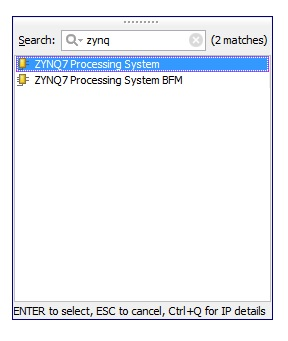 Search: zynq (2 matches)
ZYNQ7 Processing System
ZYNQ7 Processing System BFM
ENTER to select, ESC to cancel, Ctrl+Q for IP details